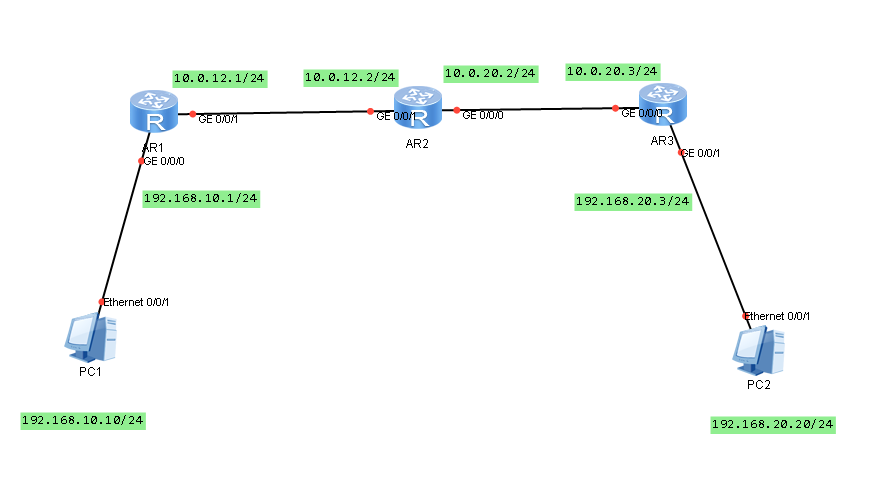 10.0.12.1/24
10.0.12.2/24
10.0.20.2/24
10.0.20.3/24
R
GE 0/0/1
GE 0/0/1
R
GE 0/0/0
GE 0/0/0
R
AR1
AR2
AR3
GE 0/0/0
GE 0/0/1
192.168.10.1/24
192.168.20.3/24
Ethernet 0/0/1
Ethernet 0/0/1
PC1
PC2
192.168.10.10/24
192.168.20.20/24